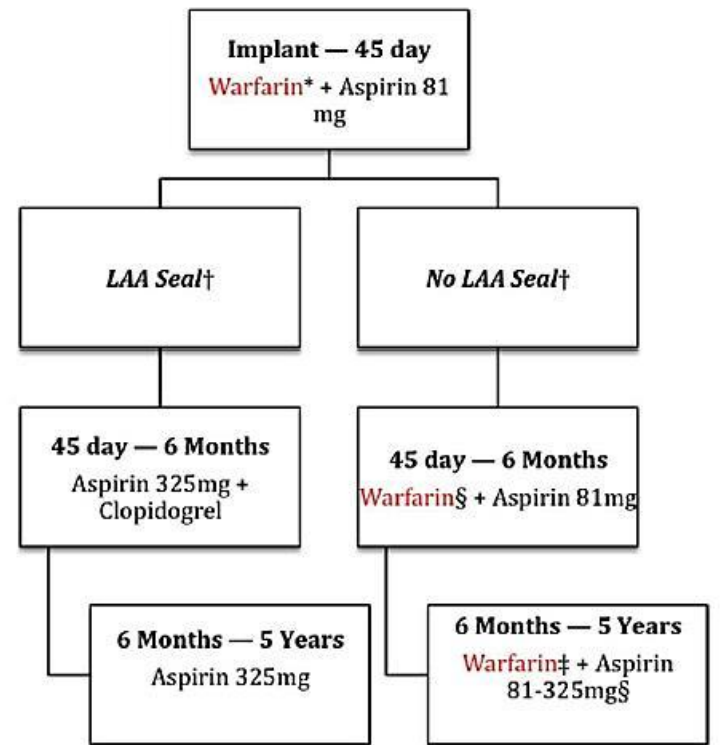 Implant — 45 day
Warfarin* + Aspirin 81
mg
LAA Seal†
No LAA Seal†
45 day — 6 Months
Aspirin 325mg +
Clopidogrel
45 day — 6 Months
Warfarin§ + Aspirin 81mg
6 Months — 5 Years
Aspirin 325mg
6 Months — 5 Years
Warfarin‡ + Aspirin
81-325mg§